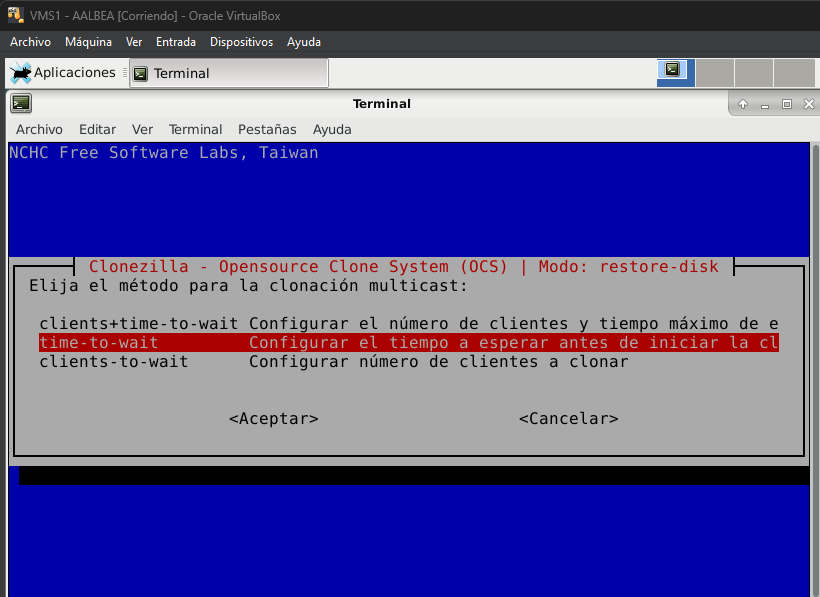 VMS1 - AALBEA [Corriendo] - Oracle VirtualBox
Archivo Máquina Ver Entrada Dispositivos Ayuda
Aplicaciones Terminal
Terminal
Archivo Editar Ver Terminal Pestañas Ayuda
NCHC Free Software Labs, Taiwan
Clonezilla - Opensource Clone System (OCS) | Modo: restore-disk
Elija el método para la clonación multicast:
clients+time-to-wait Configurar el número de clientes y tiempo máximo de e
time-to-wait Configurar el tiempo a esperar antes de iniciar la cl
clients-to-wait Configurar número de clientes a clonar
<Aceptar> <Cancelar>